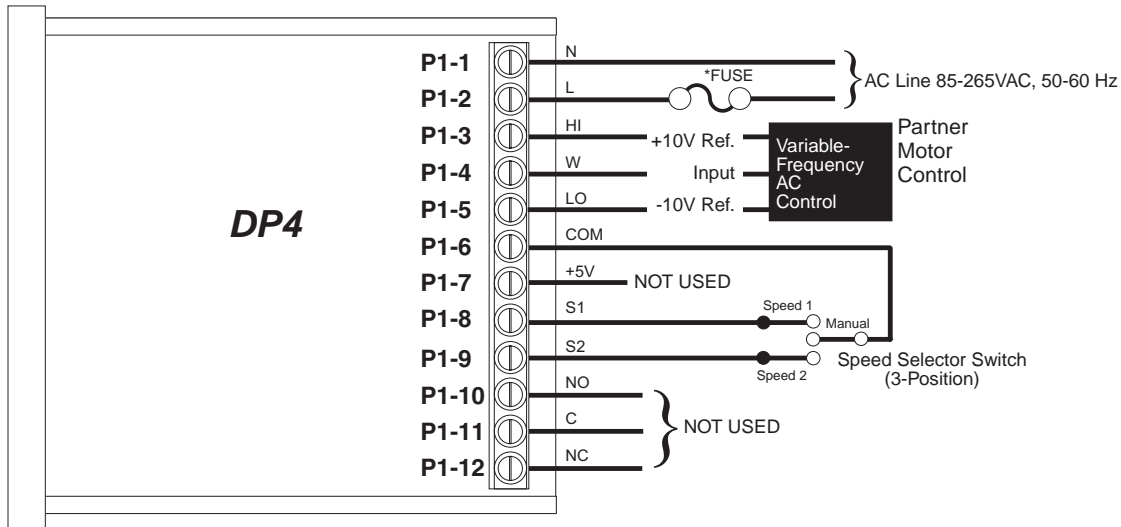 DP4
P1-1 N
P1-2 L *FUSE AC Line 85-265VAC, 50-60 Hz
P1-3 HI +10V Ref.
P1-4 W Input
P1-5 LO -10V Ref.
Variable-
Frequency
AC
Control
Partner
Motor
Control
P1-6 COM
P1-7 +5V NOT USED
P1-8 S1 Speed 1
Manual
P1-9 S2 Speed 2
Speed Selector Switch
(3-Position)
P1-10 NO
P1-11 C NOT USED
P1-12 NC